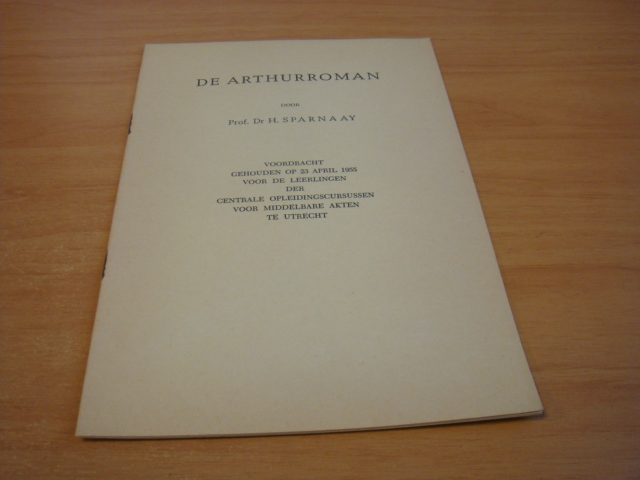 DE ARTHURROMAN
DOOR
Prof. Dr H. SPARNAAY
VOORDRACHT
GEHOUDEN OP 23 APRIL 1955
VOOR DE LEERLINGEN
DER
CENTRALE OPLEIDINGSCURSUSSEN
VOOR MIDDELBARE AKTEN
TE UTRECHT